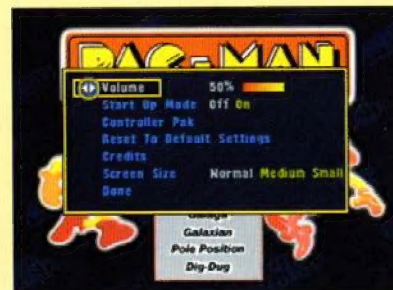 PAC-MAN
Volume 50%
Start Up Mode Off On
Controller Pak
Reset To Default Settings
Credits
Screen Size Normal Medium Small
Done
Galaga
Galaxian
Pole Position
Dig-Dug